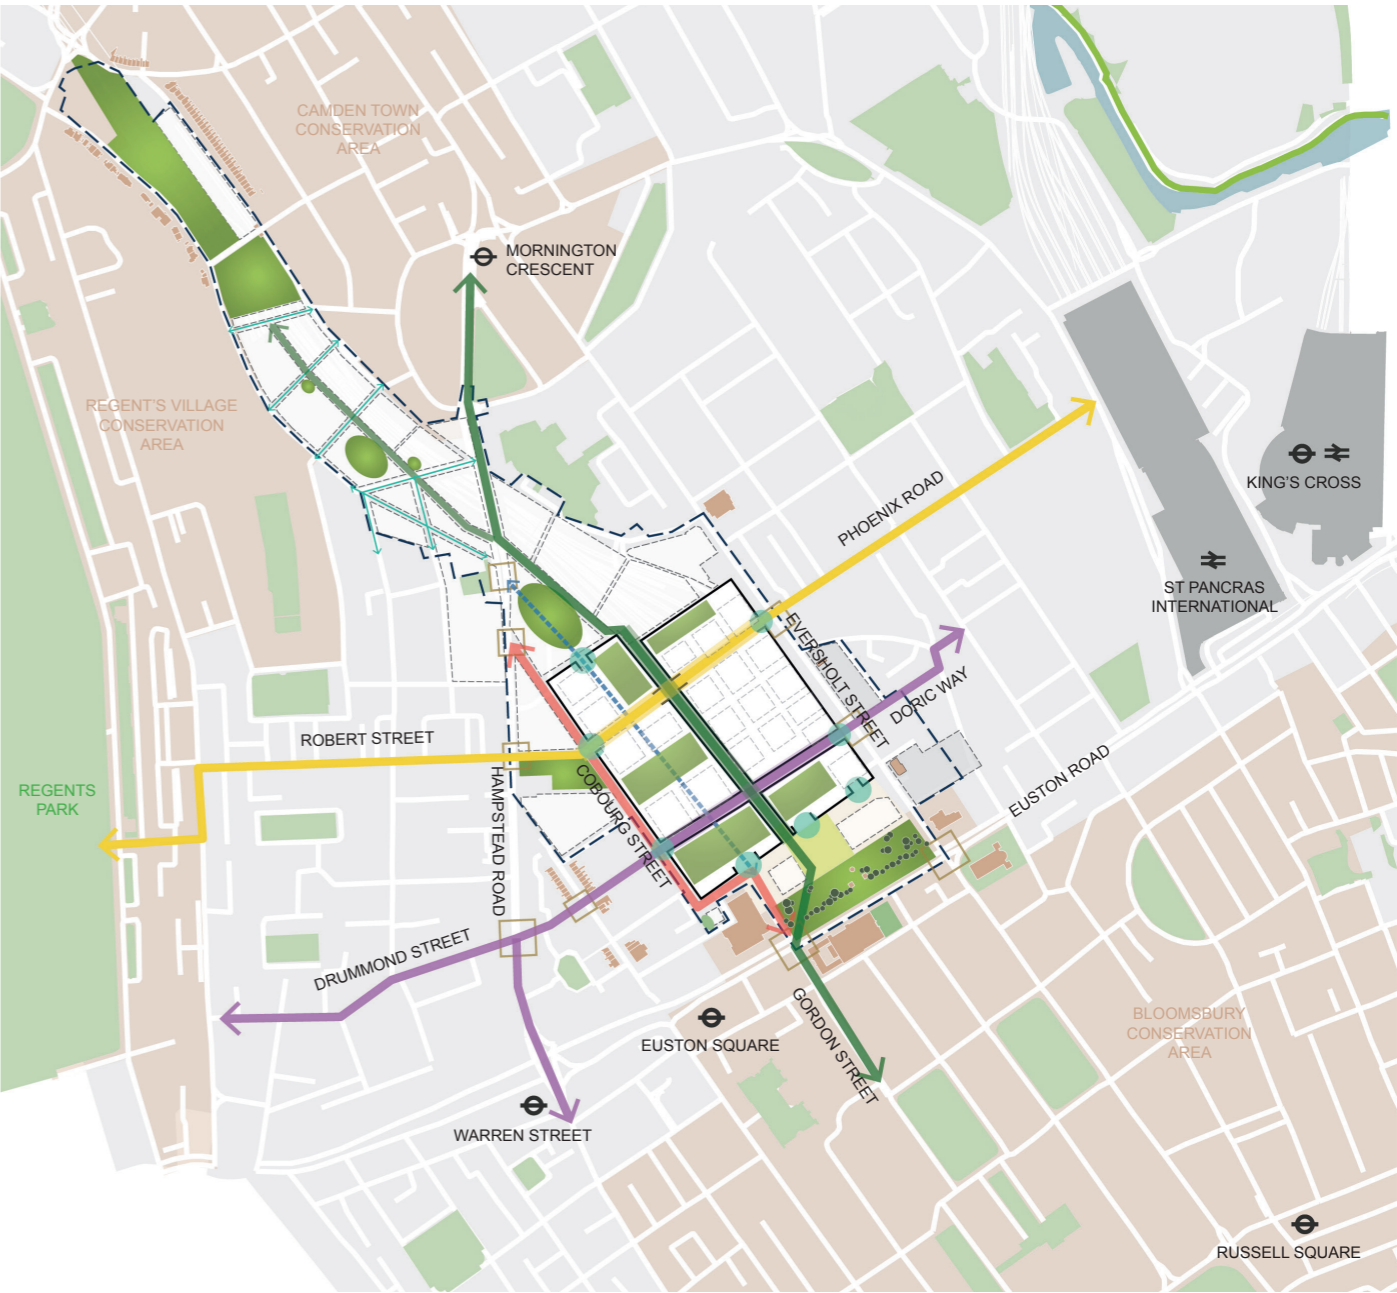 CAMDEN TOWN
CONSERVATION
AREA
MORNINGTON
CRESCENT
REGENT'S VILLAGE
CONSERVATION
AREA
KING'S CROSS
PHOENIX ROAD
ST PANCRAS
INTERNATIONAL
EVERSHOLT STREET
DORIC WAY
ROBERT STREET
EUSTON ROAD
REGENTS
PARK
COBOURG STREET
HAMPSTEAD ROAD
DRUMMOND STREET
GORDON STREET
EUSTON SQUARE
BLOOMSBURY
CONSERVATION
AREA
WARREN STREET
RUSSELL SQUARE